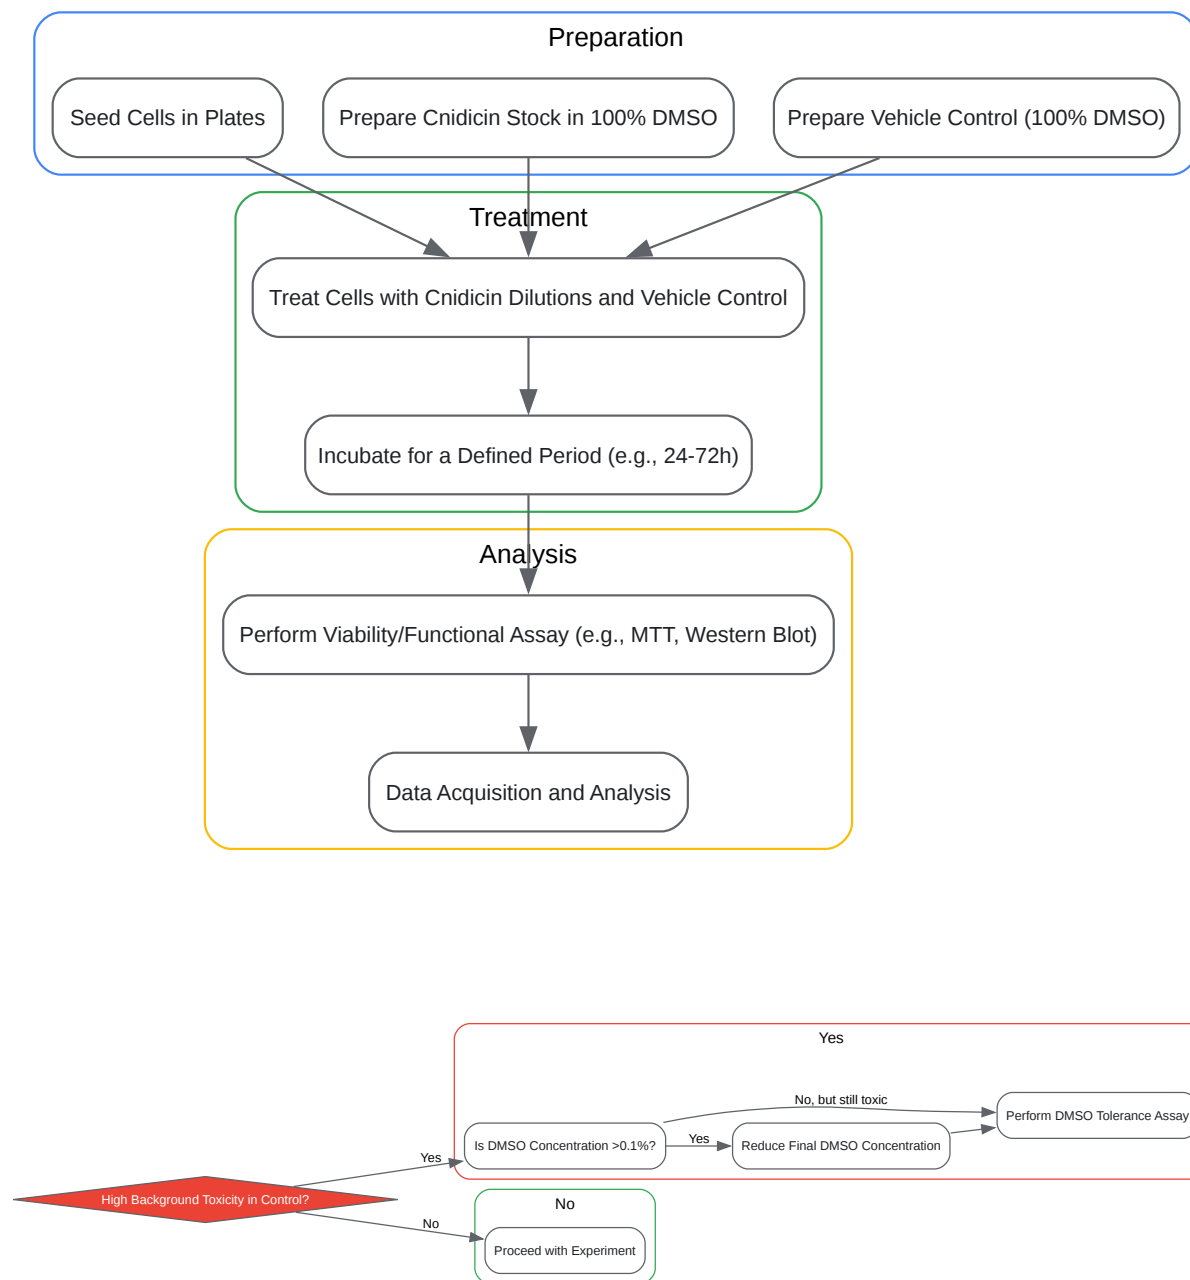 Preparation
Seed Cells in Plates
Prepare Cnidicin Stock in 100% DMSO
Prepare Vehicle Control (100% DMSO)
Treatment
Treat Cells with Cnidicin Dilutions and Vehicle Control
Incubate for a Defined Period (e.g., 24-72h)
Analysis
Perform Viability/Functional Assay (e.g., MTT, Western Blot)
Data Acquisition and Analysis
Yes
No, but still toxic
Perform DMSO Tolerance Assay
Is DMSO Concentration >0.1%?
Yes
Reduce Final DMSO Concentration
Yes
High Background Toxicity in Control?
No
No
Proceed with Experiment